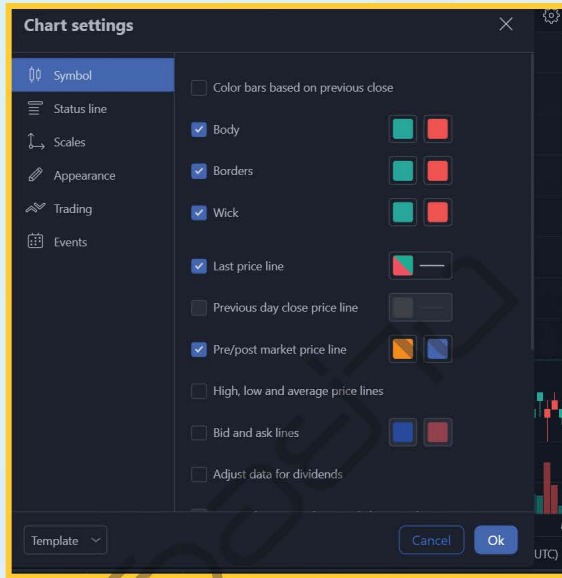 Chart settings
Symbol
Status line
Scales
Appearance
Trading
Events
Color bars based on previous close
Body
Borders
Wick
Last price line
Previous day close price line
Pre/post market price line
High, low and average price lines
Bid and ask lines
Adjust data for dividends
Template
Cancel
Ok
UTC)